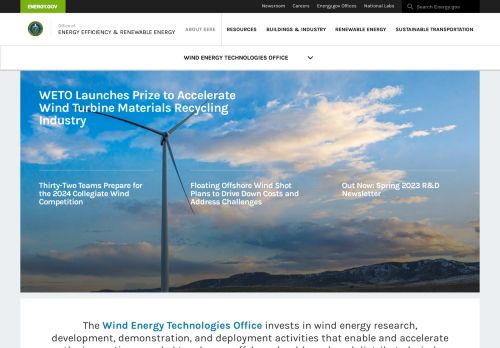 ENERGY.GOV
Newsroom Careers Energy.gov Offices National Labs Search Energy.gov
Office of
ENERGY EFFICIENCY & RENEWABLE ENERGY
ABOUT EERE RESOURCES BUILDINGS & INDUSTRY RENEWABLE ENERGY SUSTAINABLE TRANSPORTATION
WIND ENERGY TECHNOLOGIES OFFICE
WETO Launches Prize to Accelerate
Wind Turbine Materials Recycling
Industry
Thirty-Two Teams Prepare for
the 2024 Collegiate Wind
Competition
Floating Offshore Wind Shot
Plans to Drive Down Costs and
Address Challenges
Out Now: Spring 2023 R&D
Newsletter
The Wind Energy Technologies Office invests in wind energy research,
development, demonstration, and deployment activities that enable and accelerate